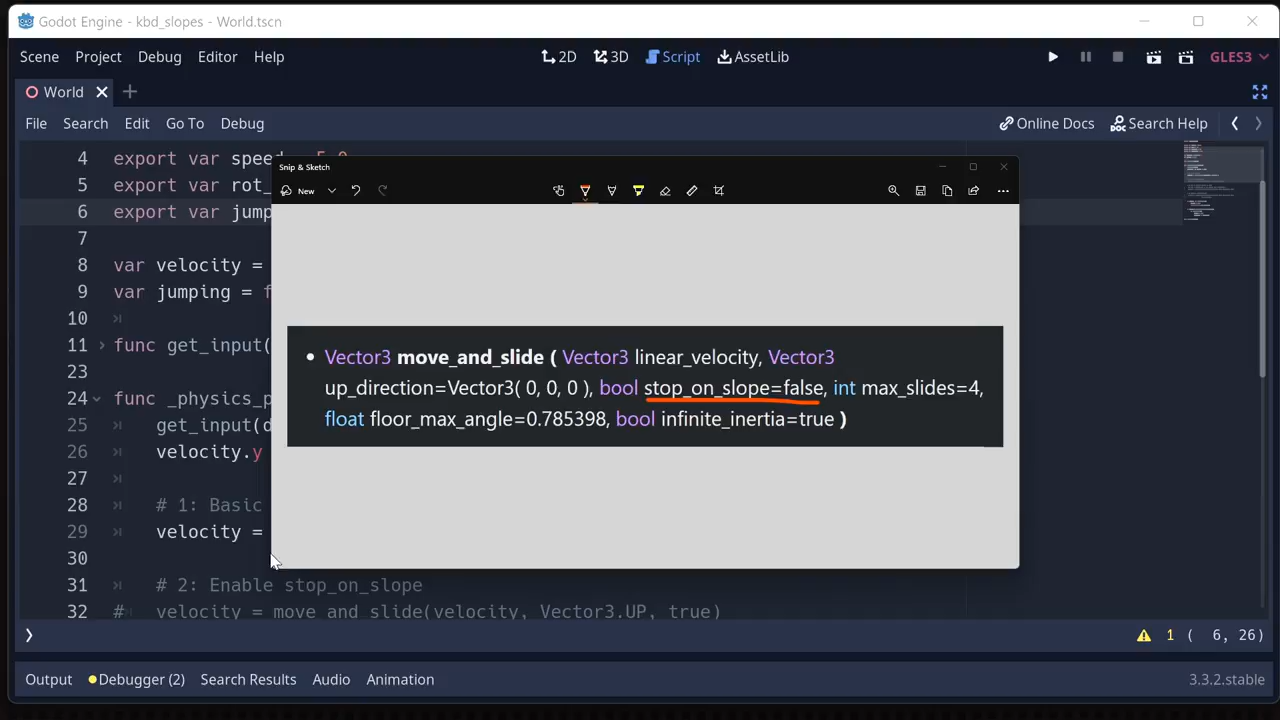 Godot Engine - kbd_slopes - World.tscn
Scene Project Debug Editor Help 2D 3D Script AssetLib GLES3
World
File Search Edit Go To Debug Online Docs Search Help
4 export var speed
5 export var rot_
6 export var jump
7
8 var velocity =
9 var jumping = f
10
11 func get_input(
23
24 func _physics_p
25 get_input(d
26 velocity.y
27
28 # 1: Basic
29 velocity =
30
31 # 2: Enable stop_on_slope
32 # velocity = move_and_slide(velocity, Vector3.UP, true)
Snip & Sketch
New
Vector3 move_and_slide ( Vector3 linear_velocity, Vector3
up_direction=Vector3( 0, 0, 0 ), bool stop_on_slope=false, int max_slides=4,
float floor_max_angle=0.785398, bool infinite_inertia=true )
1 ( 6, 26)
Output Debugger (2) Search Results Audio Animation 3.3.2.stable